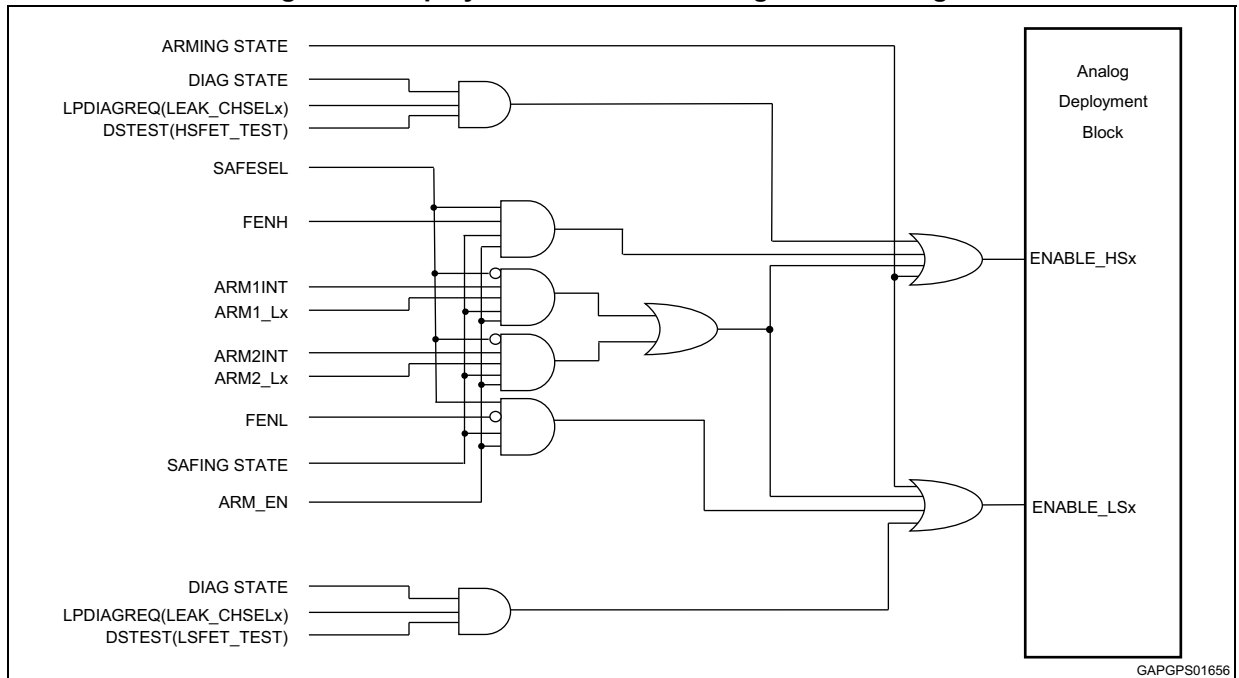 ARMING STATE
DIAG STATE
LPDIAGREQ(LEAK_CHSELx)
DSTEST(HSFET_TEST)
SAFESEL
FENH
ARM1INT
ARM1_Lx
ARM2INT
ARM2_Lx
FENL
SAFING STATE
ARM_EN
DIAG STATE
LPDIAGREQ(LEAK_CHSELx)
DSTEST(LSFET_TEST)
Analog
Deployment
Block
ENABLE_HSx
ENABLE_LSx
GAPGPS01656